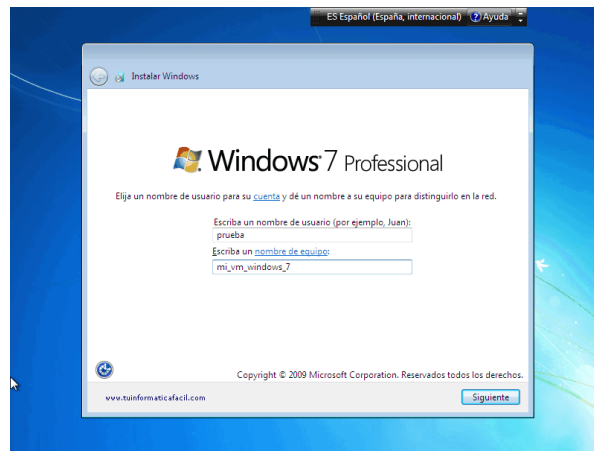 ES Español (España, internacional) ? Ayuda
Instalar Windows
Windows 7 Professional
Elija un nombre de usuario para su cuenta y dé un nombre a su equipo para distinguirlo en la red.
Escriba un nombre de usuario (por ejemplo, Juan):
prueba
Escriba un nombre de equipo:
mi_vm_windows_7
Copyright © 2009 Microsoft Corporation. Reservados todos los derechos.
www.tuinformaticafacil.com
Siguiente